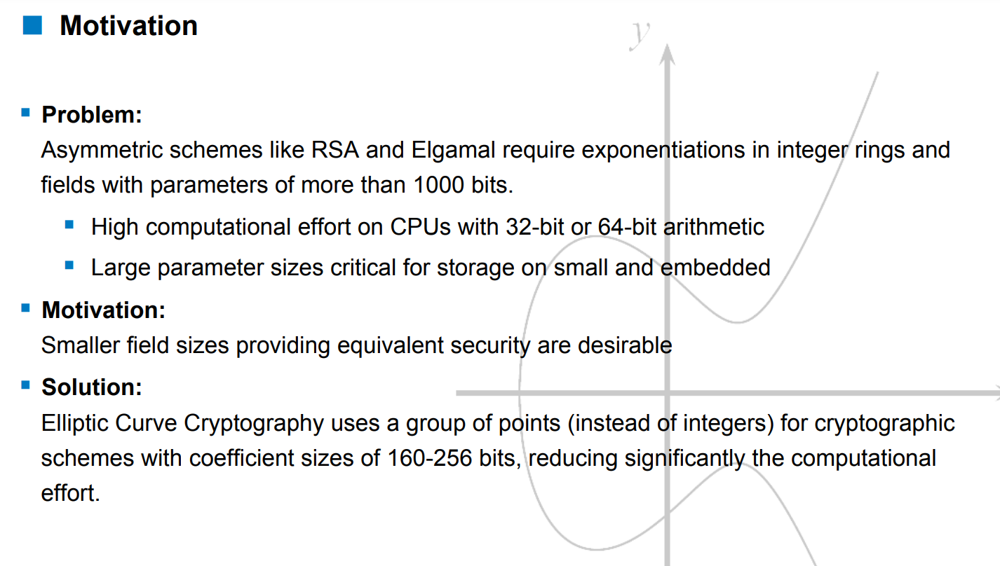 Motivation
y
Problem:
Asymmetric schemes like RSA and Elgamal require exponentiations in integer rings and
fields with parameters of more than 1000 bits.
High computational effort on CPUs with 32-bit or 64-bit arithmetic
Large parameter sizes critical for storage on small and embedded
Motivation:
Smaller field sizes providing equivalent security are desirable
Solution:
Elliptic Curve Cryptography uses a group of points (instead of integers) for cryptographic
schemes with coefficient sizes of 160-256 bits, reducing significantly the computational
effort.